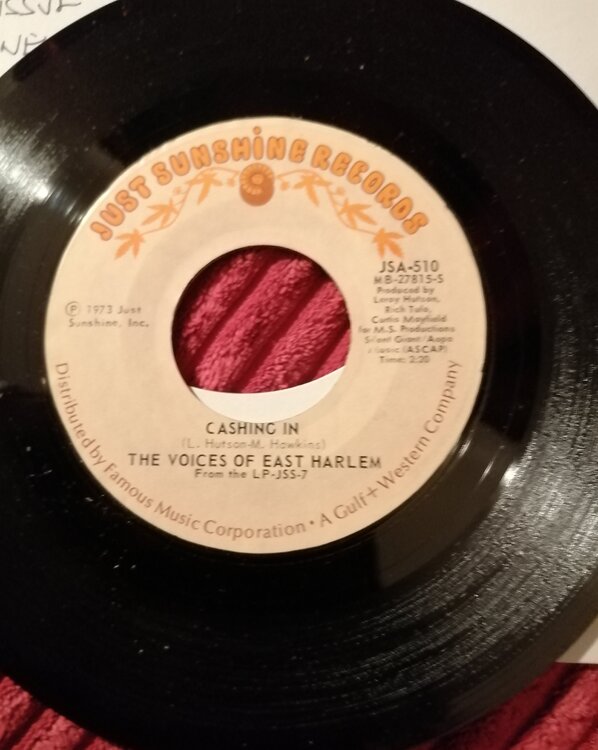 ISSUE
JUST SUNSHINE RECORDS
JSA-510
MB-27815-S
Produced by
Leroy Hutson,
Rich Tufo,
Curtis Mayfield
for M.S. Productions
Silent Giant/Aopa
Music (ASCAP)
Time: 2:20
℗ 1973 Just
Sunshine, Inc.
CASHING IN
(L. Hutson-M. Hawkins)
THE VOICES OF EAST HARLEM
From the LP-JSS-7
Distributed by Famous Music Corporation • A Gulf + Western Company